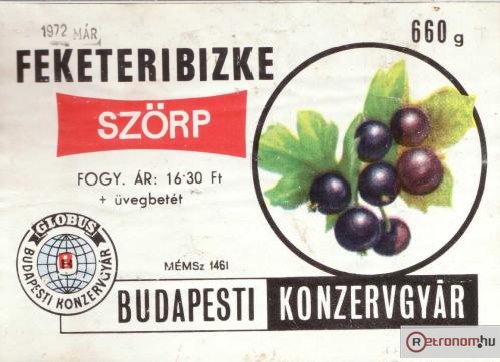 1972 MÁR
660 g
FEKETERIBIZKE
SZÖRP
FOGY. ÁR: 16·30 Ft
+ üvegbetét
GLOBUS
BUDAPESTI KONZERVGYÁR
MÉMSz 1461
BUDAPESTI KONZERVGYÁR
Retronom.hu